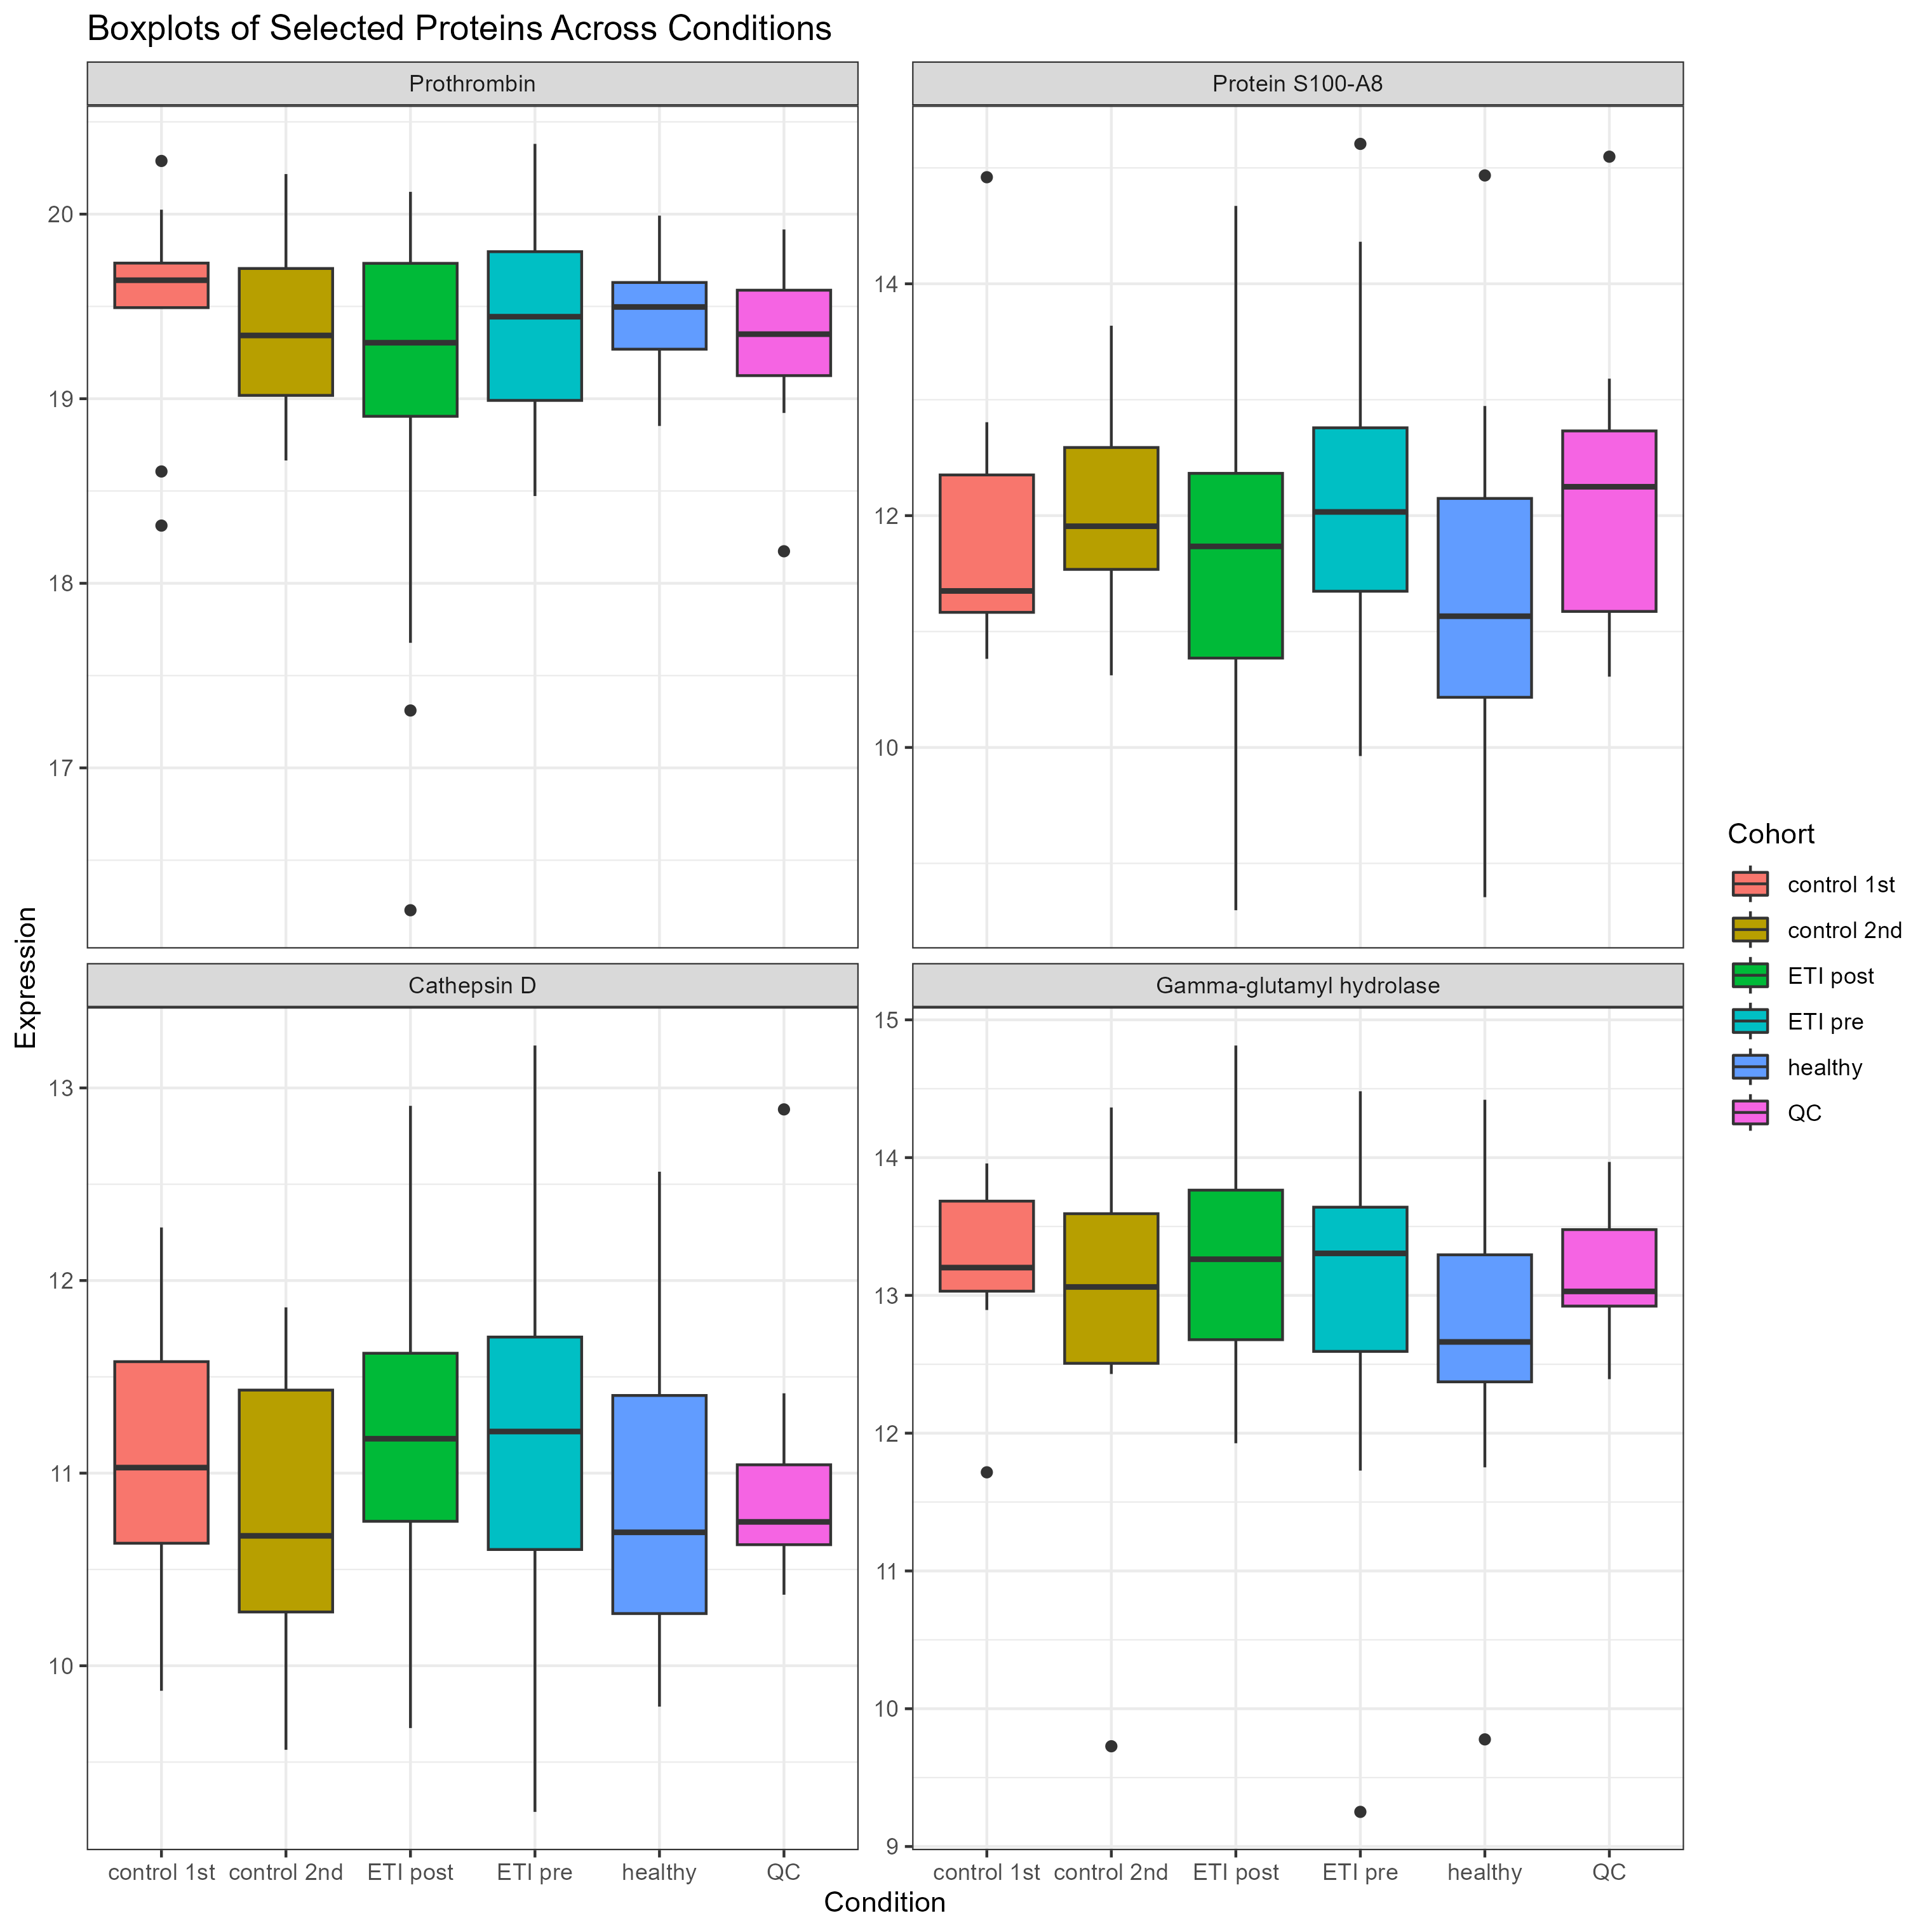 Boxplots of Selected Proteins Across Conditions
Prothrombin
20
19
18
17
Protein S100-A8
14
12
10
Cathepsin D
13
12
11
10
Gamma-glutamyl hydrolase
15
14
13
12
11
10
9
control 1st control 2nd ETI post ETI pre healthy QC
control 1st control 2nd ETI post ETI pre healthy QC
Condition
Expression
Cohort
control 1st
control 2nd
ETI post
ETI pre
healthy
QC